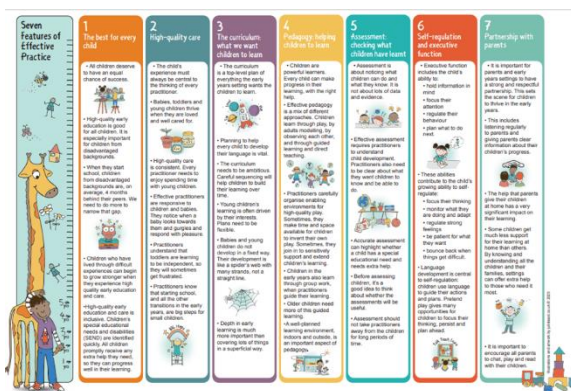 Seven
Features of
Effective
Practice
1
The best for every
child
• All children deserve
to have an equal
chance of success.
• High-quality early
education is good
for all children. It is
especially important
for children from
disadvantaged
backgrounds.
• When they start
school, children
from disadvantaged
backgrounds are, on
average, 4 months
behind their peers. We
need to do more to
narrow that gap.
• Children who have
lived through difficult
experiences can begin
to grow stronger when
they experience high
quality early education
and care.
•High-quality early
education and care is
inclusive. Children's
special educational
needs and disabilities
(SEND) are identified
quickly. All children
promptly receive any
extra help they need,
so they can progress
well in their learning
2
High-quality care
• The child's
experience must
always be central to
the thinking of every
practitioner.
• Babies, toddlers and
young children thrive
when they are loved
and well cared for.
• High quality care
is consistent. Every
practitioner needs to
enjoy spending time
with young children.
• Effective practitioners
are responsive to
children and babies.
They notice when a
baby looks towards
them and gurgles and
respond with pleasure.
• Practitioners
understand that
toddlers are learning to
be independent, so
they will sometimes
get frustrated.
• Practitioners know
that starting school,
and all the other
transitions in the early
years, are big steps for
small children.
3
The curriculum:
what we want
children to learn
• The curriculum
is a top-level plan of
everything the early
years setting wants the
children to learn.
• Planning to help
every child to develop
their language is vital.
• The curriculum
needs to be ambitious.
Careful sequencing will
help children to build
their learning over
time.
• Young children's
learning is often driven
by their interests.
Plans need to be
flexible.
• Babies and young
children do not
develop in a fixed way.
Their development is
like a spider's web with
many strands, not a
straight line.
• Depth in early
learning is much
more important than
covering lots of things
in a superficial way.
4
Pedagogy: helping
children to learn
• Children are
powerful learners.
Every child can make
progress in their
learning, with the right
help.
• Effective pedagogy
is a mix of different
approaches. Children
learn through play, by
adults modelling, by
observing each other,
and through guided
learning and direct
teaching.
• Practitioners carefully
organise enabling
environments for
high-quality play.
Sometimes, they
make time and space
available for children
to invent their own
play. Sometimes, they
join in to sensitively
support and extend
children's learning.
• Children in the
early years also learn
through group work,
when practitioners
guide their learning.
• Older children need
more of this guided
learning.
•A well-planned
learning environment,
indoors and outside, is
an important aspect of
pedagogy.
5
Assessment:
checking what
children have learnt
• Assessment is
about noticing what
children can do and
what they know. It is
not about lots of data
and evidence.
• Effective assessment
requires practitioners
to understand
child development.
Practitioners also need
to be clear about what
they want children to
know and be able to
do.
• Accurate assessment
can highlight whether
a child has a special
educational need and
needs extra help.
• Before assessing
children, it's a
good idea to think
about whether the
assessments will be
useful.
• Assessment should
not take practitioners
away from the children
for long periods of
time.
6
Self-regulation
and executive
function
• Executive function
includes the child's
ability to:
• hold information in
mind
• focus their
attention
• regulate their
behaviour
• plan what to do
next.
• These abilities
contribute to the child's
growing ability to self-
regulate:
• focus their thinking
• monitor what they
are doing and adapt
• regulate strong
feelings
• be patient for what
they want
• bounce back when
things get difficult.
• Language
development is central
to self-regulation:
children use language
to guide their actions
and plans. Pretend
play gives many
opportunities for
children to focus their
thinking, persist and
plan ahead.
7
Partnership with
parents
• It is important for
parents and early
years settings to have
a strong and respectful
partnership. This sets
the scene for children
to thrive in the early
years.
• This includes
listening regularly
to parents and
giving parents clear
information about their
children's progress.
• The help that parents
give their children at
home has a very
significant impact on
their learning.
• Some children get
much less support
for their learning at
home than others.
By knowing and
understanding all the
children and their
families, settings
can offer extra help
to those who need it
most.
• It is important to
encourage all parents
to chat, play and read
with their children.